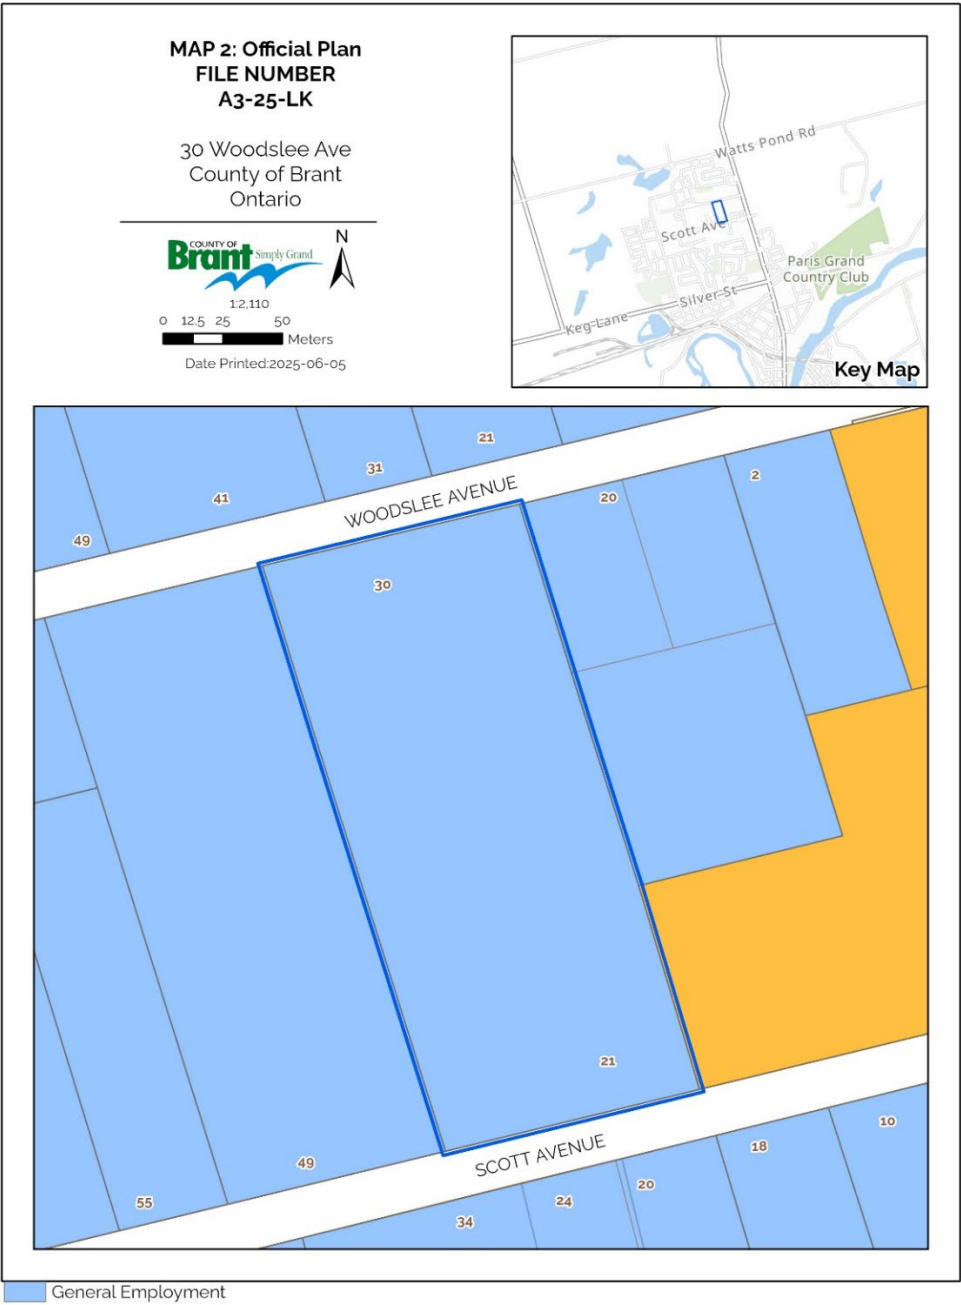 MAP 2: Official Plan
FILE NUMBER
A3-25-LK
30 Woodslee Ave
County of Brant
Ontario
COUNTY OF
Brant Simply Grand
N
1:2,110
0 12.5 25 50
Meters
Date Printed:2025-06-05
Watts Pond Rd
Scott Ave
Paris Grand
Country Club
Silver St
Keg Lane
Key Map
21
31
41
49
WOODSLEE AVENUE
20
2
30
21
SCOTT AVENUE
49
55
10
18
20
24
34
General Employment